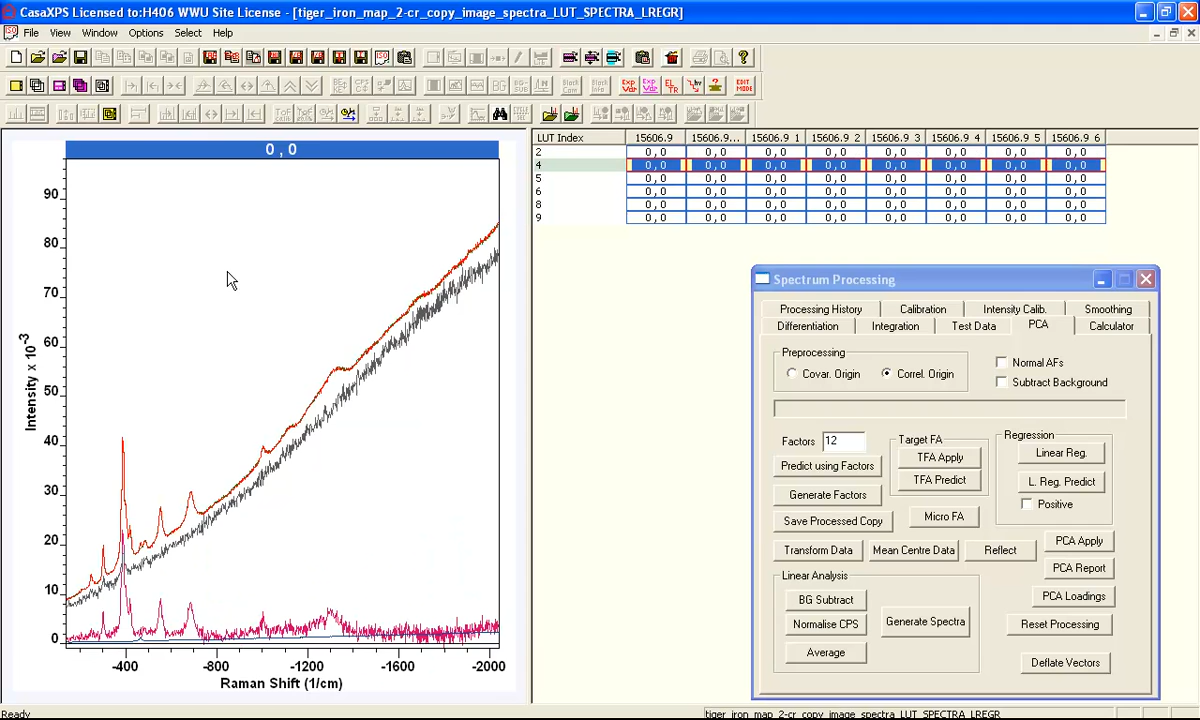 CasaXPS Licensed to:H406 WWU Site License - [tiger_iron_map_2-cr_copy_image_spectra_LUT_SPECTRA_LREGR]
File View Window Options Select Help
0 , 0
90
80
70
60
50
40
30
20
10
0
Intensity x 10-3
-400 -800 -1200 -1600 -2000
Raman Shift (1/cm)
LUT Index 15606.9 15606.9... 15606.9 1 15606.9 2 15606.9 3 15606.9 4 15606.9 5 15606.9 6
2 0,0 0,0 0,0 0,0 0,0 0,0 0,0 0,0
4 0,0 0,0 0,0 0,0 0,0 0,0 0,0 0,0
5 0,0 0,0 0,0 0,0 0,0 0,0 0,0 0,0
6 0,0 0,0 0,0 0,0 0,0 0,0 0,0 0,0
8 0,0 0,0 0,0 0,0 0,0 0,0 0,0 0,0
9 0,0 0,0 0,0 0,0 0,0 0,0 0,0 0,0
Spectrum Processing
Processing History Calibration Intensity Calib. Smoothing
Differentiation Integration Test Data PCA Calculator
Preprocessing
Covar. Origin Correl. Origin
Normal AFs
Subtract Background
Factors 12
Predict using Factors
Generate Factors
Save Processed Copy
Target FA
TFA Apply
TFA Predict
Micro FA
Regression
Linear Reg.
L. Reg. Predict
Positive
Transform Data Mean Centre Data Reflect
PCA Apply
PCA Report
PCA Loadings
Reset Processing
Deflate Vectors
Linear Analysis
BG Subtract
Normalise CPS
Average
Generate Spectra
Ready
tiger_iron_map_2-cr_copy_image_spectra_LUT_SPECTRA_LREGR